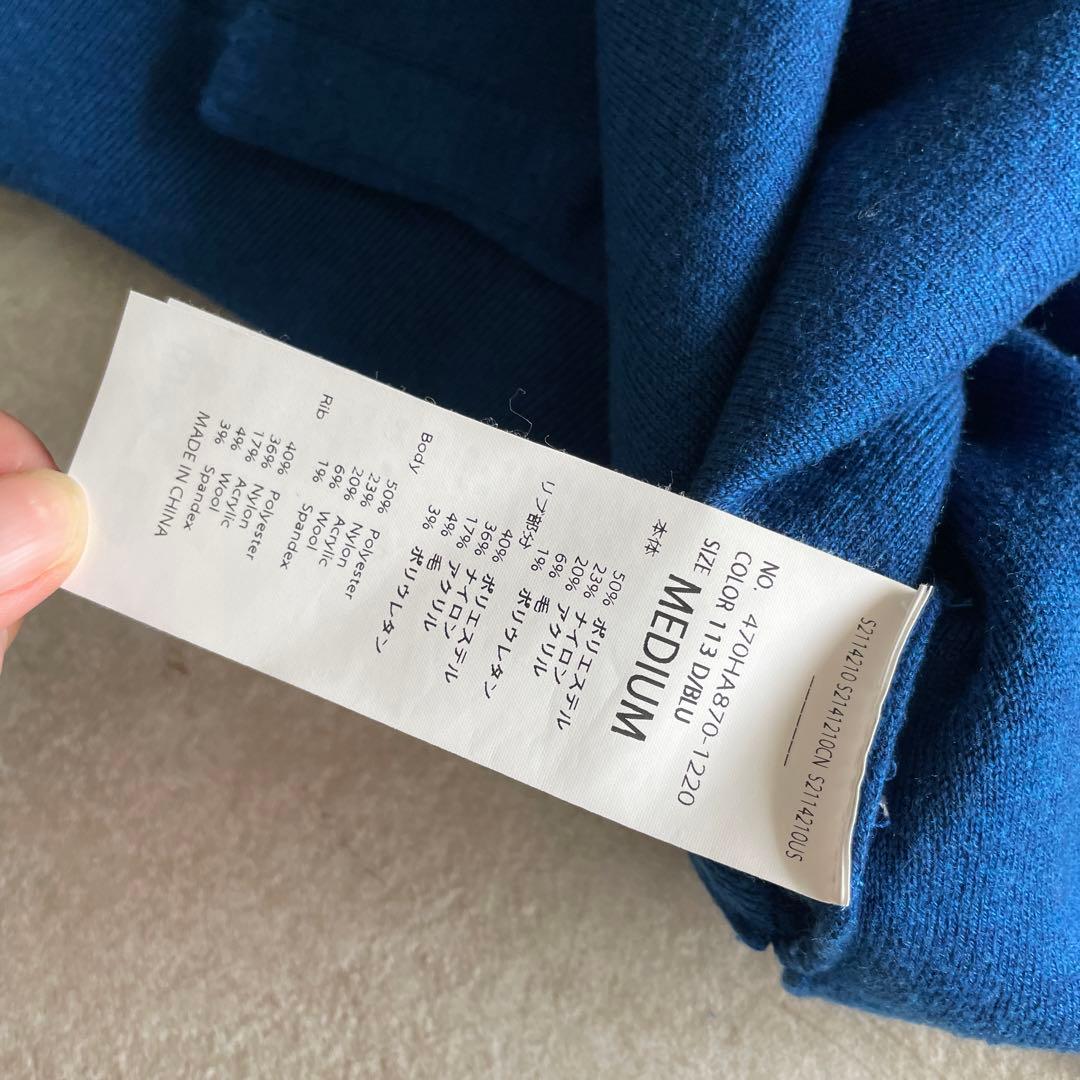 S2114210 S2141210CN S2114210US
NO. 470HA870-1220
COLOR 113 D/BLU
SIZE MEDIUM
本体
50% ポリエステル
23% ナイロン
20% アクリル
6% 毛
1% ポリウレタン
リブ部分
40% ポリエステル
36% ナイロン
17% アクリル
4% 毛
3% ポリウレタン
Body
50% Polyester
23% Nylon
20% Acrylic
6% Wool
1% Spandex
Rib
40% Polyester
36% Nylon
17% Acrylic
4% Wool
3% Spandex
MADE IN CHINA